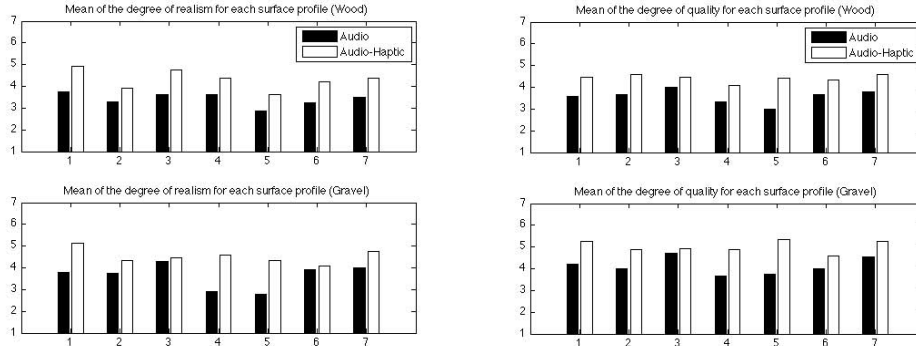 Mean of the degree of realism for each surface profile (Wood)
7
6
5
4
3
2
1
Audio
Audio-Haptic
1 2 3 4 5 6 7
Mean of the degree of quality for each surface profile (Wood)
7
6
5
4
3
2
1
Audio
Audio-Haptic
1 2 3 4 5 6 7
Mean of the degree of realism for each surface profile (Gravel)
7
6
5
4
3
2
1
1 2 3 4 5 6 7
Mean of the degree of quality for each surface profile (Gravel)
7
6
5
4
3
2
1
1 2 3 4 5 6 7